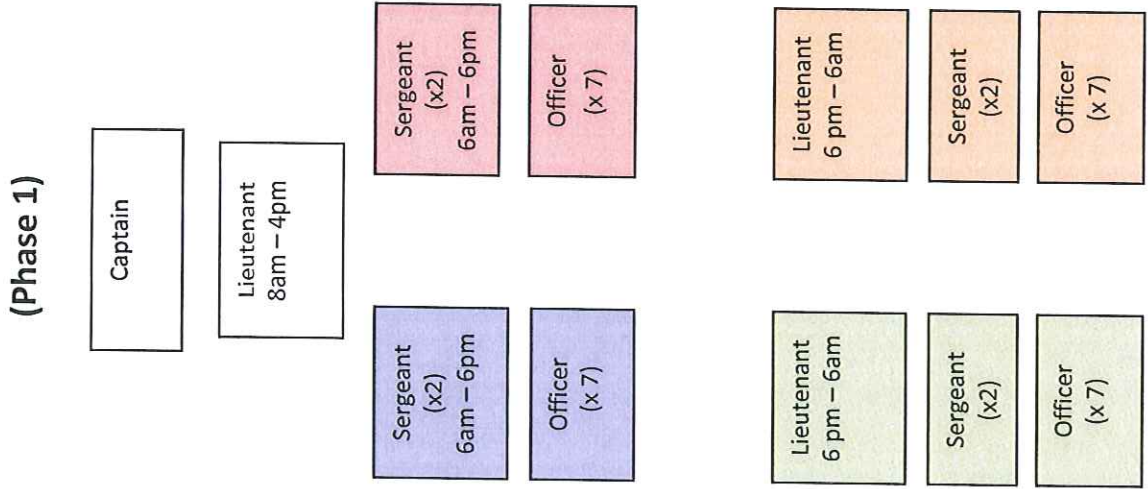 (Phase 1)
Captain
Lieutenant
8am – 4pm
Sergeant
(x2)
6am – 6pm
Officer
(x 7)
Sergeant
(x2)
6am – 6pm
Officer
(x 7)
Lieutenant
6 pm – 6am
Sergeant
(x2)
Officer
(x 7)
Lieutenant
6 pm – 6am
Sergeant
(x2)
Officer
(x 7)